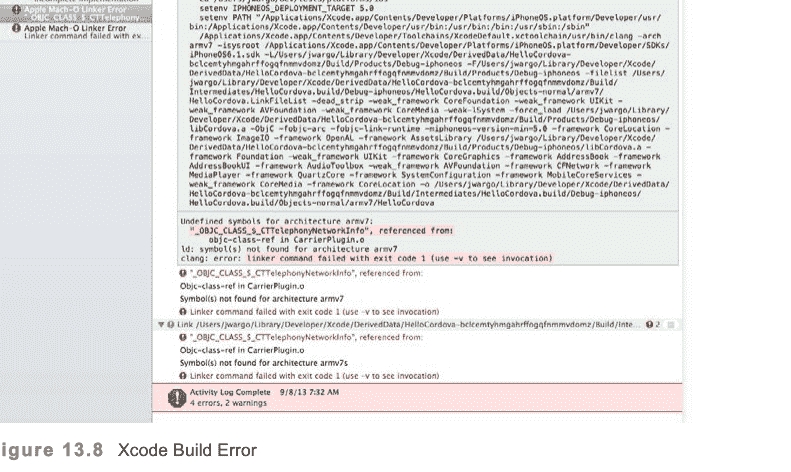 Apple Mach-O Linker Error
"_OBJC_CLASS_$_CTTelephony...
Apple Mach-O Linker Error
Linker command failed with ex
setenv IPHONEOS_DEPLOYMENT_TARGET 5.0
setenv PATH "/Applications/Xcode.app/Contents/Developer/Platforms/iPhoneOS.platform/Developer/usr/
bin:/Applications/Xcode.app/Contents/Developer/usr/bin:/usr/bin:/bin:/usr/sbin:/sbin"
/Applications/Xcode.app/Contents/Developer/Toolchains/XcodeDefault.xctoolchain/usr/bin/clang -arch
armv7 -isysroot /Applications/Xcode.app/Contents/Developer/Platforms/iPhoneOS.platform/Developer/SDKs/
iPhoneOS6.1.sdk -L/Users/jwargo/Library/Developer/Xcode/DerivedData/HelloCordova-
bclcemtyhmgahrffogqfnmmvdomz/Build/Products/Debug-iphoneos -F/Users/jwargo/Library/Developer/Xcode/
DerivedData/HelloCordova-bclcemtyhmgahrffogqfnmmvdomz/Build/Products/Debug-iphoneos -filelist /Users/
jwargo/Library/Developer/Xcode/DerivedData/HelloCordova-bclcemtyhmgahrffogqfnmmvdomz/Build/
Intermediates/HelloCordova.build/Debug-iphoneos/HelloCordova.build/Objects-normal/armv7/
HelloCordova.LinkFileList -dead_strip -weak_framework CoreFoundation -weak_framework UIKit -
weak_framework AVFoundation -weak_framework CoreMedia -weak-lSystem -force_load /Users/jwargo/Library/
Developer/Xcode/DerivedData/HelloCordova-bclcemtyhmgahrffogqfnmmvdomz/Build/Products/Debug-iphoneos/
libCordova.a -ObjC -fobjc-arc -fobjc-link-runtime -miphoneos-version-min=5.0 -framework CoreLocation -
framework ImageIO -framework OpenAL -framework AssetsLibrary /Users/jwargo/Library/Developer/Xcode/
DerivedData/HelloCordova-bclcemtyhmgahrffogqfnmmvdomz/Build/Products/Debug-iphoneos/libCordova.a -
framework Foundation -weak_framework UIKit -framework CoreGraphics -framework AddressBook -framework
AddressBookUI -framework AudioToolbox -weak_framework AVFoundation -framework CFNetwork -framework
MediaPlayer -framework QuartzCore -framework SystemConfiguration -framework MobileCoreServices -
weak_framework CoreMedia -framework CoreLocation -o /Users/jwargo/Library/Developer/Xcode/DerivedData/
HelloCordova-bclcemtyhmgahrffogqfnmmvdomz/Build/Intermediates/HelloCordova.build/Debug-iphoneos/
HelloCordova.build/Objects-normal/armv7/HelloCordova
Undefined symbols for architecture armv7:
"_OBJC_CLASS_$_CTTelephonyNetworkInfo", referenced from:
objc-class-ref in CarrierPlugin.o
ld: symbol(s) not found for architecture armv7
clang: error: linker command failed with exit code 1 (use -v to see invocation)
"_OBJC_CLASS_$_CTTelephonyNetworkInfo", referenced from:
Objc-class-ref in CarrierPlugin.o
Symbol(s) not found for architecture armv7
Linker command failed with exit code 1 (use -v to see invocation)
Link /Users/jwargo/Library/Developer/Xcode/DerivedData/HelloCordova-bclcemtyhmgahrffogqfnmmvdomz/Build/Inte... 2
"_OBJC_CLASS_$_CTTelephonyNetworkInfo", referenced from:
Objc-class-ref in CarrierPlugin.o
Symbol(s) not found for architecture armv7s
Linker command failed with exit code 1 (use -v to see invocation)
Activity Log Complete 9/8/13 7:32 AM
4 errors, 2 warnings
igure 13.8 Xcode Build Error